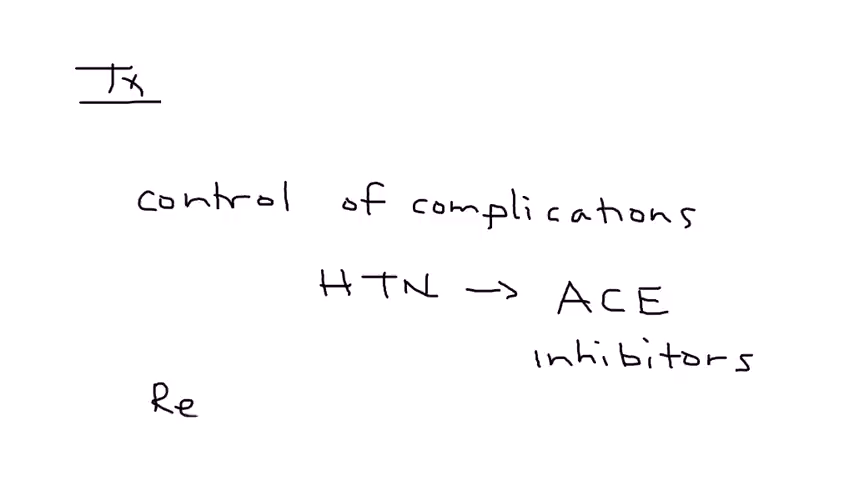 Tx
control of complications
HTN → ACE
inhibitors
Re